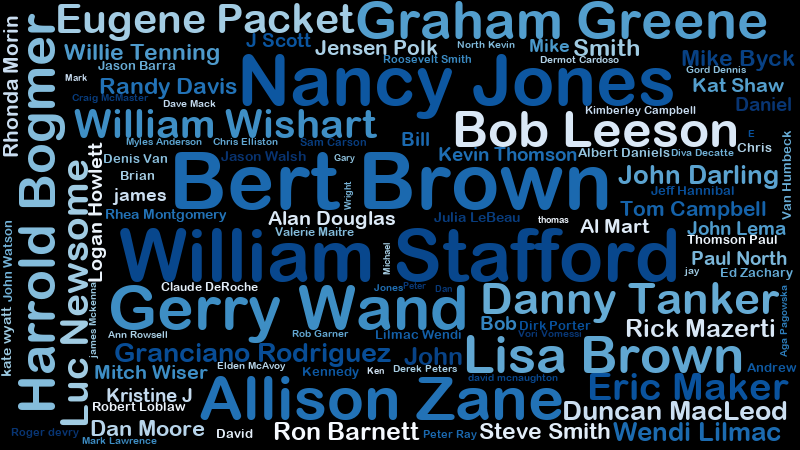 Eugene Packet
Graham Greene
Rhonda Morin
Harrold Bogmer
Willie Tenning
J Scott
Jensen Polk
North Kevin
Mike
Smith
Jason Barra
Roosevelt Smith
Dermot Cardoso
Mike Byck
Mark
Randy Davis
Nancy Jones
Gord Dennis
Kat Shaw
Craig McMaster
Dave Mack
Daniel
William Wishart
Bob Leeson
Kimberley Campbell
Myles Anderson
Chris Elliston
Sam Carson
Bill
E
Chris
Van Humbeck
Denis Van
Jason Walsh
Gary
Kevin Thomson
Albert Daniels
Diva Decatte
Logan Howlett
Luc Newsome
Brian
Bert Brown
John Darling
james
Wright
Jeff Hannibal
Rhea Montgomery
Alan Douglas
Julia LeBeau
thomas
Tom Campbell
Valerie Maitre
Al Mart
John Lema
Thomson Paul
kate wyatt
John Watson
William Stafford
Michael
Paul North
jay
Ed Zachary
Claude DeRoche
Jones
Peter
Dan
james Mckenna
Gerry Wand
Danny Tanker
Aga Pagowska
Ann Rowsell
Rob Garner
Lilmac Wendi
Bob
Dirk Porter
Vori Vomessi
Rick Mazerti
Granciano Rodriguez
John
Lisa Brown
Mitch Wiser
Elden McAvoy
Kennedy
Ken
Derek Peters
Andrew
david mcnaughton
Kristine J
Allison Zane
Eric Maker
Robert Loblaw
Duncan MacLeod
Roger devry
Dan Moore
David
Ron Barnett
Peter Ray
Steve Smith
Wendi Lilmac
Mark Lawrence